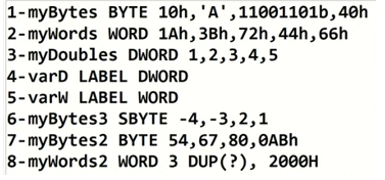 1-myBytes BYTE 10h,'A',11001101b,40h
2-myWords WORD 1Ah,3Bh,72h,44h,66h
3-myDoubles DWORD 1,2,3,4,5
4-varD LABEL DWORD
5-varW LABEL WORD
6-myBytes3 SBYTE -4,-3,2,1
7-myBytes2 BYTE 54,67,80,0ABh
8-myWords2 WORD 3 DUP(?), 2000H